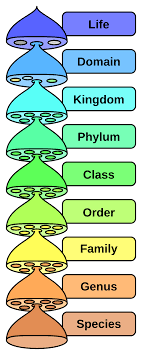 Life
Domain
Kingdom
Phylum
Class
Order
Family
Genus
Species